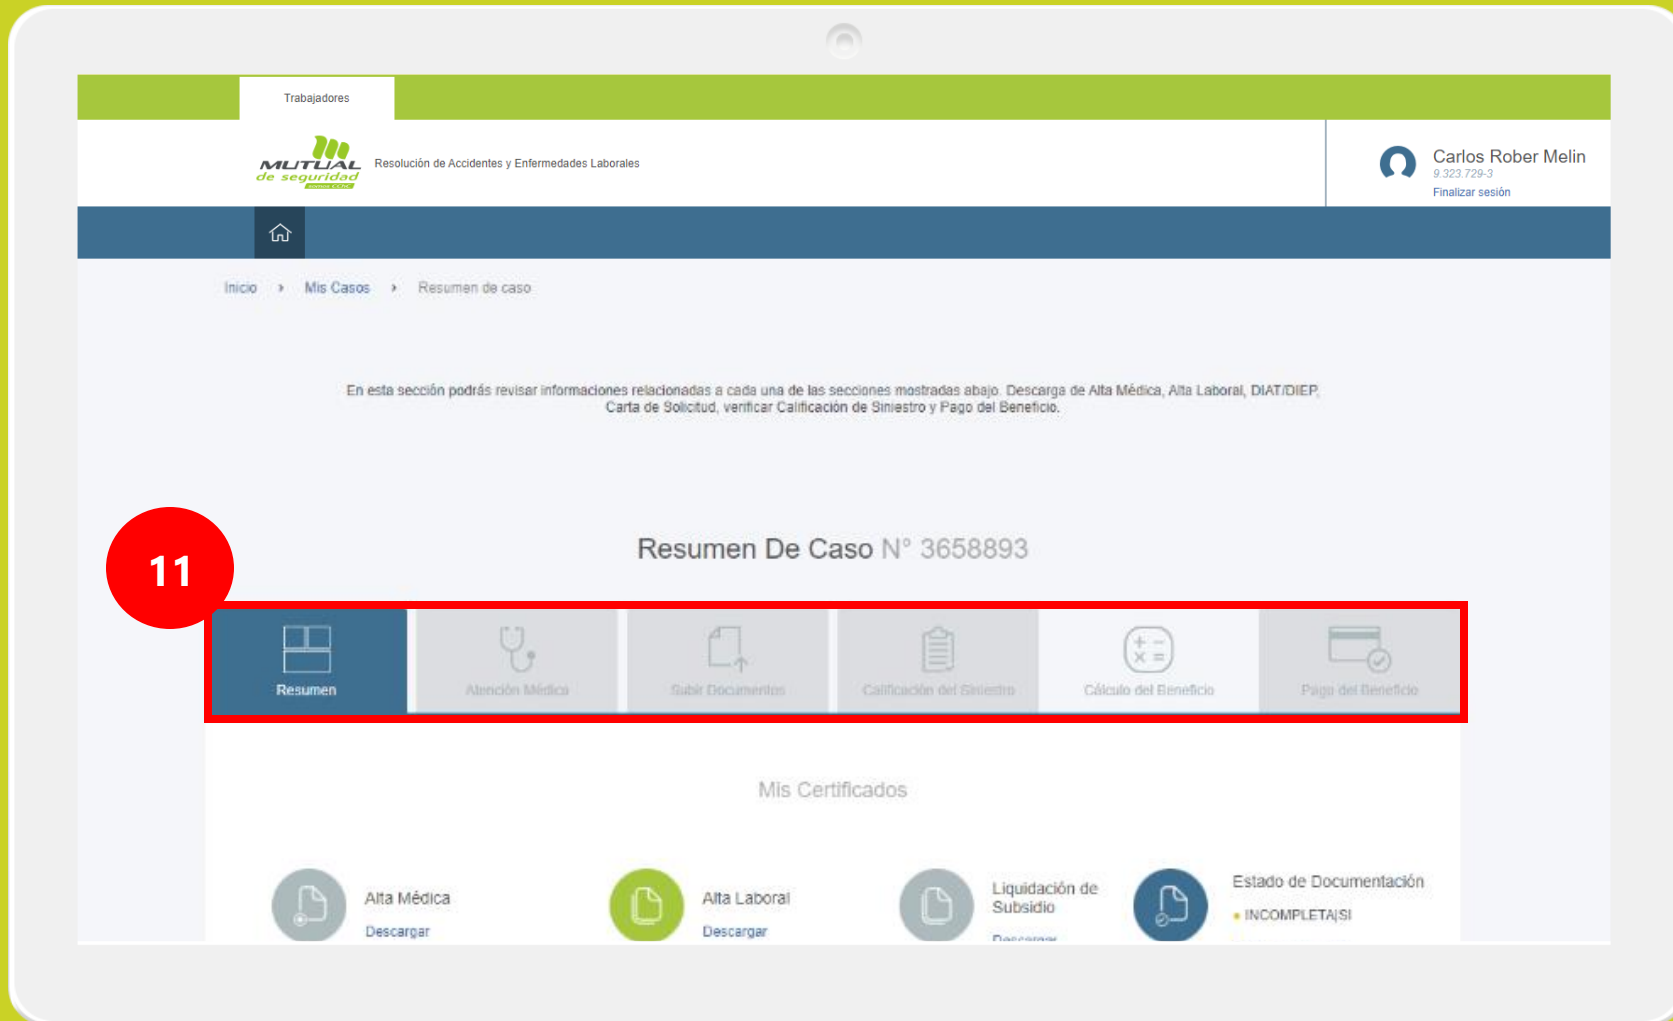 Trabajadores
MUTUAL
de seguridad
somos CChC
Resolución de Accidentes y Enfermedades Laborales
Carlos Rober Melin
9.323.729-3
Finalizar sesión
Inicio › Mis Casos › Resumen de caso
En esta sección podrás revisar informaciones relacionadas a cada una de las secciones mostradas abajo. Descarga de Alta Médica, Alta Laboral, DIAT/DIEP,
Carta de Solicitud, verificar Calificación de Siniestro y Pago del Beneficio.
11
Resumen De Caso N° 3658893
Resumen
Atención Médica
Subir Documentos
Calificación del Siniestro
Cálculo del Beneficio
Pago del Beneficio
Mis Certificados
Alta Médica
Descargar
Alta Laboral
Descargar
Liquidación de
Subsidio
Descargar
Estado de Documentación
• INCOMPLETA|SI